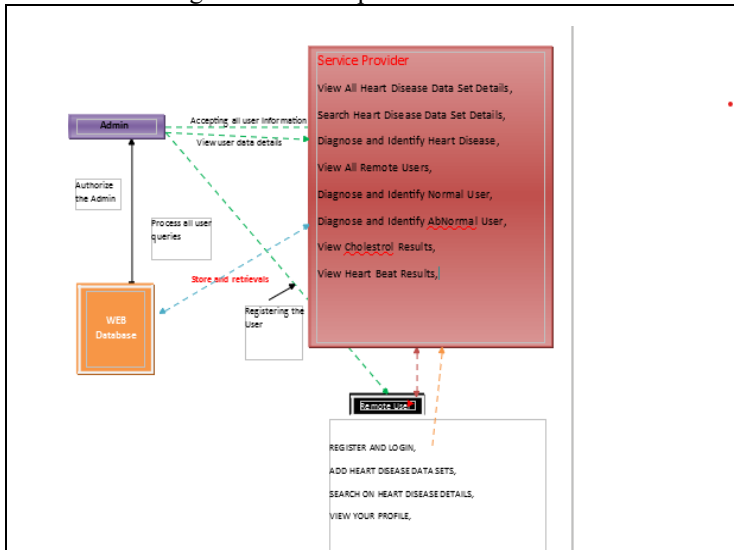 Service Provider
View All Heart Disease Data Set Details,
Search Heart Disease Data Set Details,
Diagnose and Identify Heart Disease,
View All Remote Users,
Diagnose and Identify Normal User,
Diagnose and Identify AbNormal User,
View Cholestrol Results,
View Heart Beat Results,
Admin
Accepting all user Information
View user data details
Authorize
the Admin
Process all user
queries
Store and retrievals
WEB
Database
Registering the
User
Remote User
REGISTER AND LOGIN,
ADD HEART DISEASE DATA SETS,
SEARCH ON HEART DISEASE DETAILS,
VIEW YOUR PROFILE,